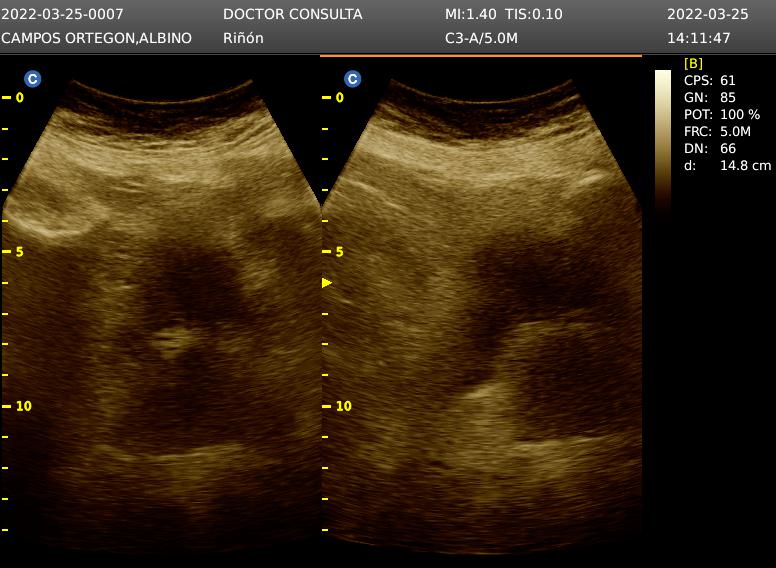 2022-03-25-0007 DOCTOR CONSULTA MI:1.40 TIS:0.10 2022-03-25
CAMPOS ORTEGON,ALBINO Riñón C3-A/5.0M 14:11:47
C C
[B]
CPS: 61
GN: 85
POT: 100 %
FRC: 5.0M
DN: 66
d: 14.8 cm
0 0
5 5
10 10